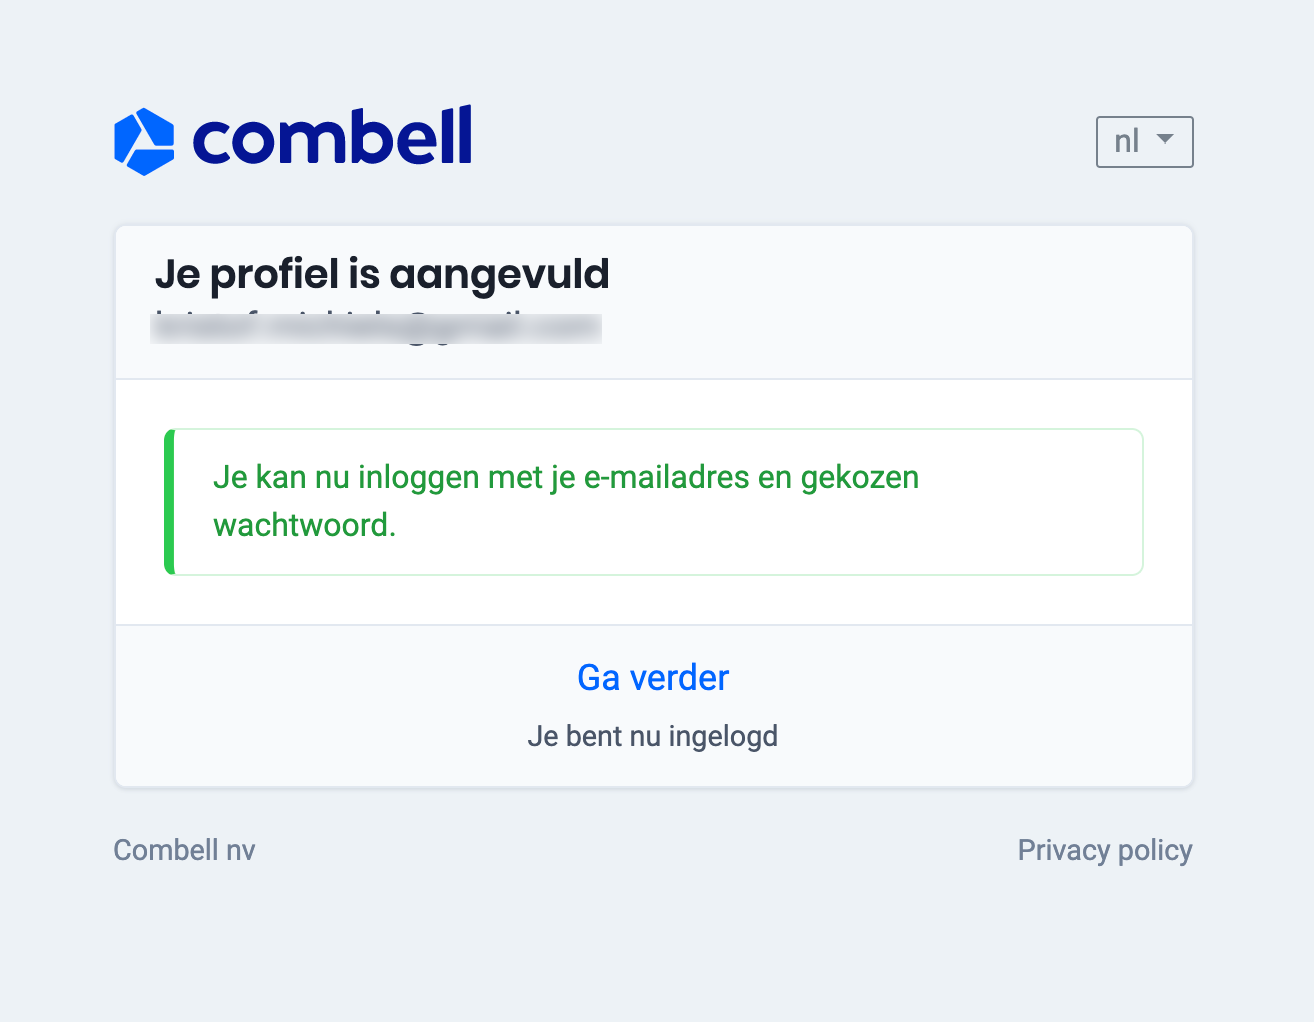 combell
nl
Je profiel is aangevuld
Je kan nu inloggen met je e-mailadres en gekozen
wachtwoord.
Ga verder
Je bent nu ingelogd
Combell nv
Privacy policy